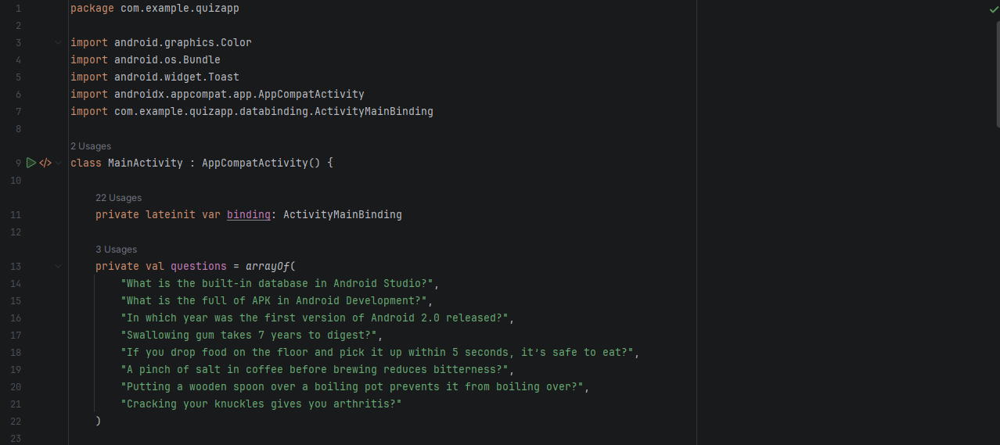 1 package com.example.quizapp
2
3 import android.graphics.Color
4 import android.os.Bundle
5 import android.widget.Toast
6 import androidx.appcompat.app.AppCompatActivity
7 import com.example.quizapp.databinding.ActivityMainBinding
8
2 Usages
9 </> class MainActivity : AppCompatActivity() {
10
22 Usages
11 private lateinit var binding: ActivityMainBinding
12
3 Usages
13 private val questions = arrayOf(
14 "What is the built-in database in Android Studio?",
15 "What is the full of APK in Android Development?",
16 "In which year was the first version of Android 2.0 released?",
17 "Swallowing gum takes 7 years to digest?",
18 "If you drop food on the floor and pick it up within 5 seconds, it’s safe to eat?",
19 "A pinch of salt in coffee before brewing reduces bitterness?",
20 "Putting a wooden spoon over a boiling pot prevents it from boiling over?",
21 "Cracking your knuckles gives you arthritis?"
22 )
23